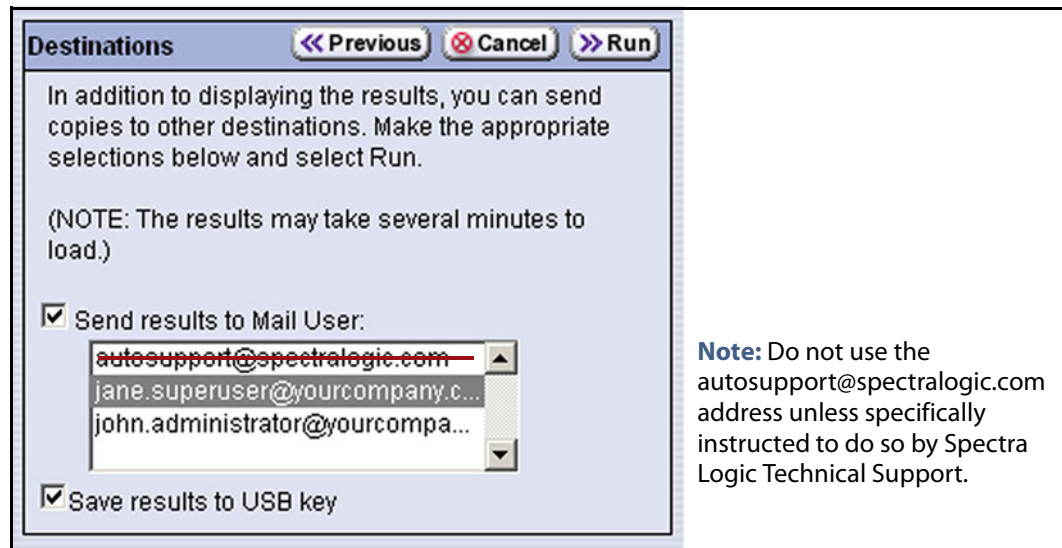 Destinations
Previous
Cancel
Run
In addition to displaying the results, you can send
copies to other destinations. Make the appropriate
selections below and select Run.
(NOTE: The results may take several minutes to
load.)
Send results to Mail User:
autosupport@spectralogic.com
jane.superuser@yourcompany.c...
john.administrator@yourcompa...
Save results to USB key
Note: Do not use the
autosupport@spectralogic.com
address unless specifically
instructed to do so by Spectra
Logic Technical Support.